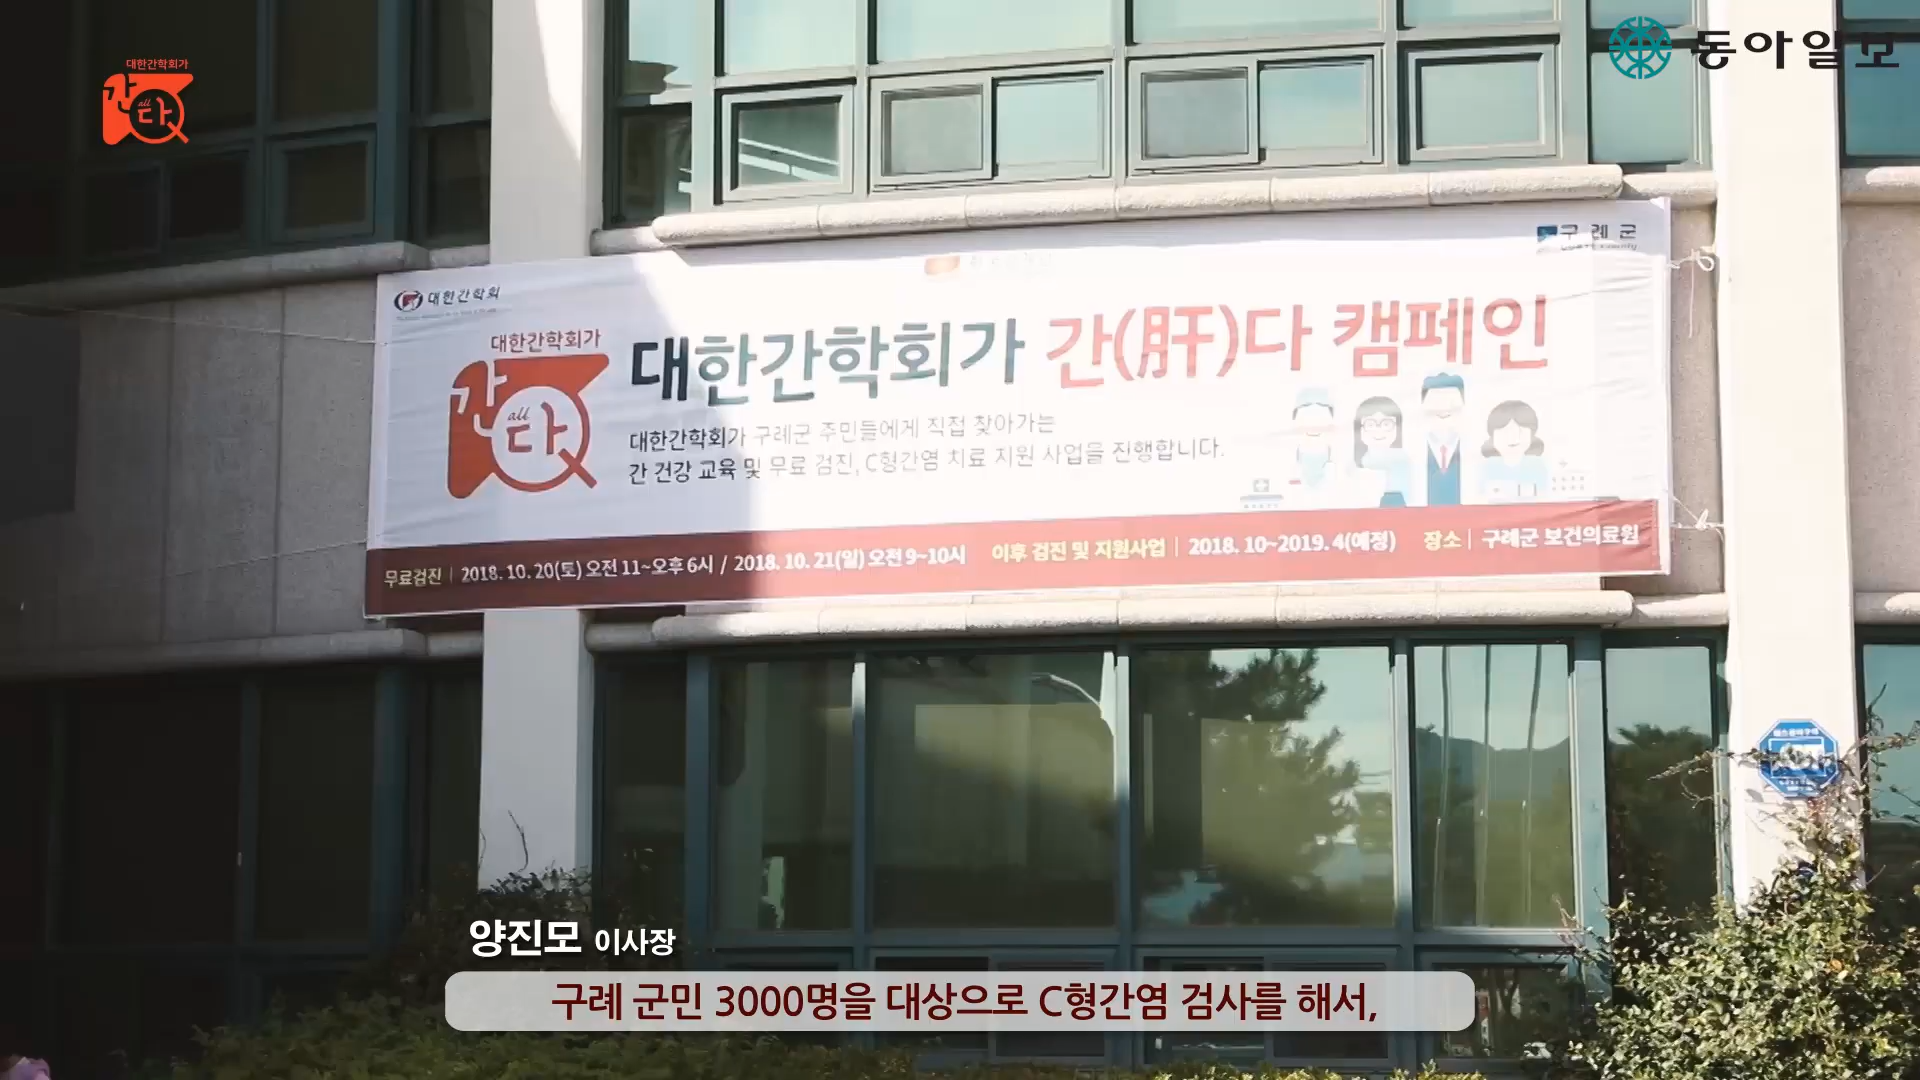 대한간학회가
간
all
다
동아일보
구례군
대한간학회
대한간학회가
간
all
다
대한간학회가 간(肝)다 캠페인
대한간학회가 구례군 주민들에게 직접 찾아가는
간 건강 교육 및 무료 검진, C형간염 치료 지원 사업을 진행합니다.
무료검진 | 2018. 10. 20(토) 오전 11~오후 6시 / 2018. 10. 21(일) 오전 9~10시 이후 검진 및 지원사업 | 2018. 10~2019. 4(예정) 장소 | 구례군 보건의료원
양진모 이사장
구례 군민 3000명을 대상으로 C형간염 검사를 해서,